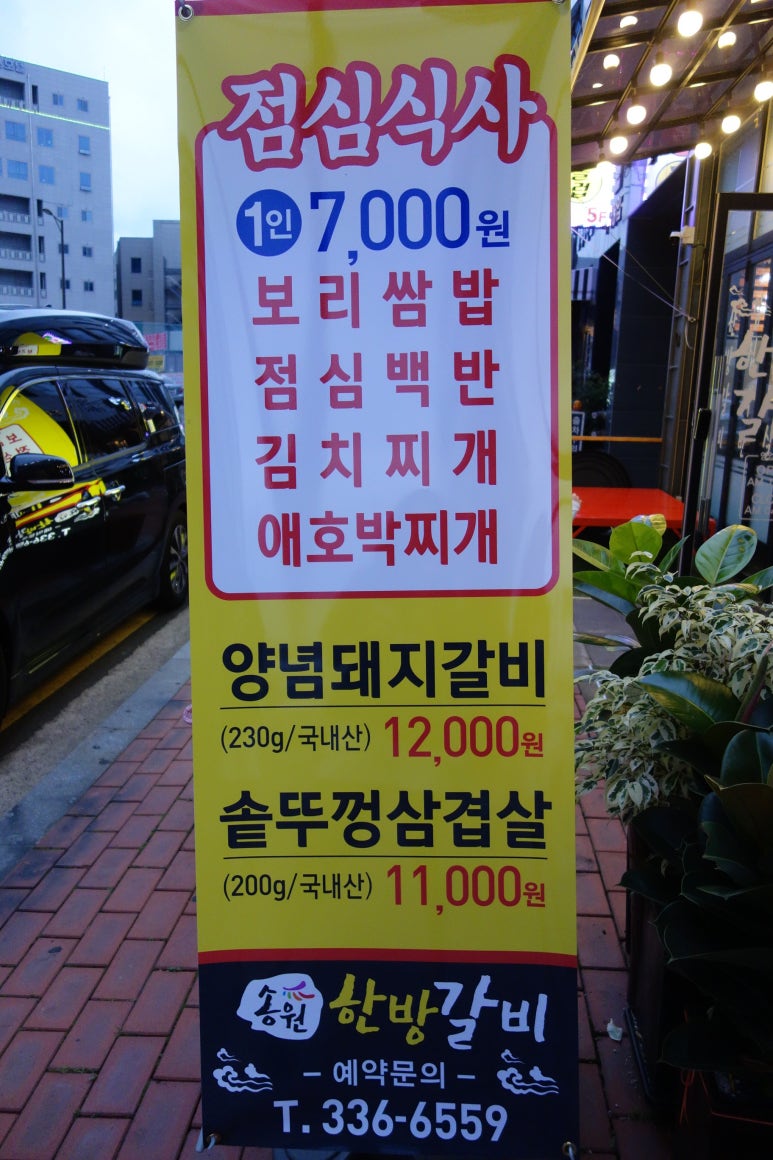 점심식사
1인 7,000원
보리쌈밥
점심백반
김치찌개
애호박찌개
양념돼지갈비
(230g/국내산) 12,000원
솥뚜껑삼겹살
(200g/국내산) 11,000원
송원 한방갈비
- 예약문의 -
T. 336-6559